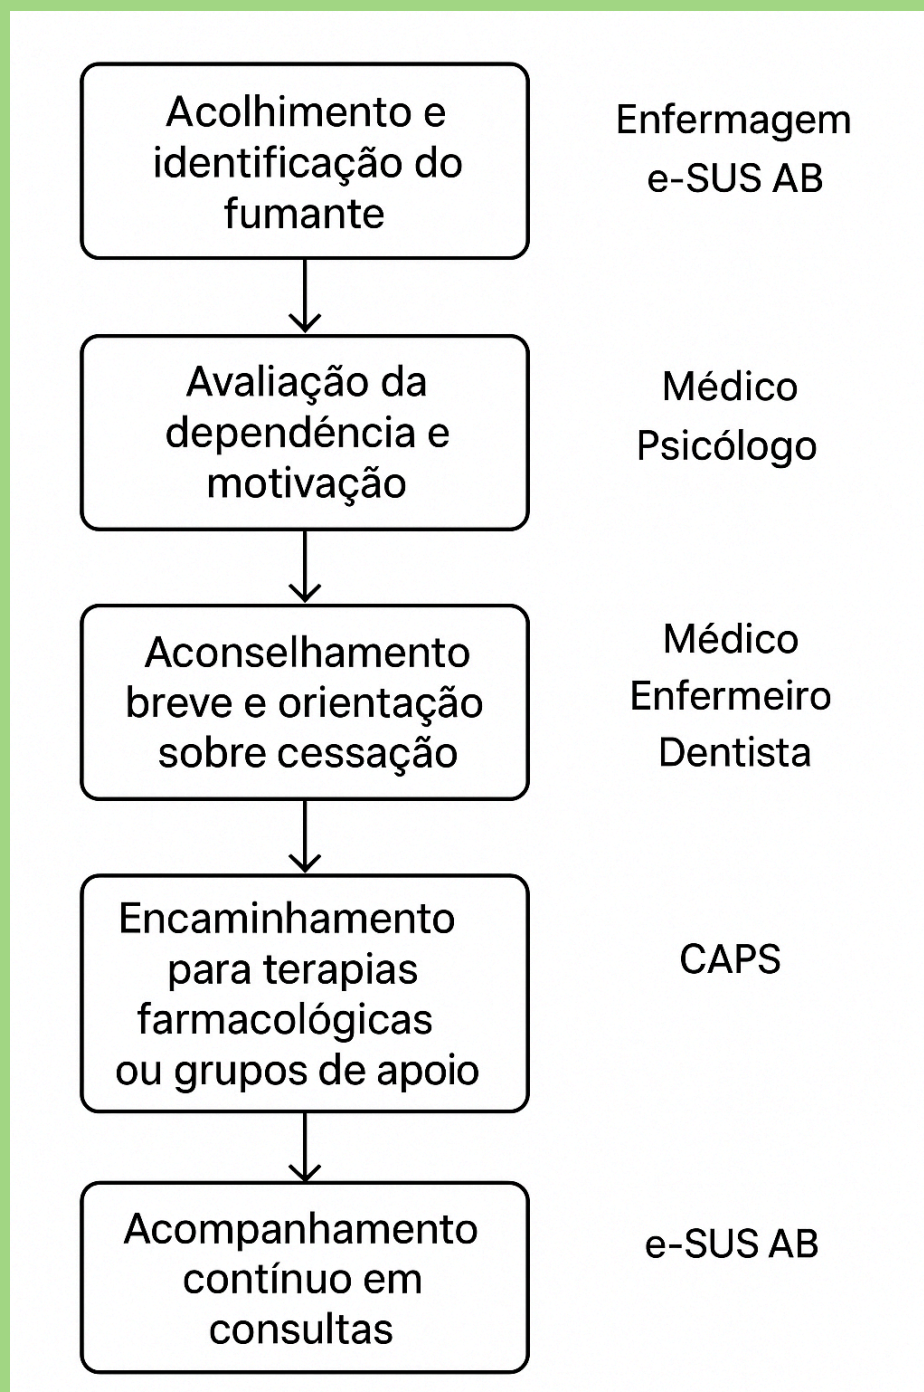 Acolhimento e
identificação do
fumante
Enfermagem
e-SUS AB
Avaliação da
dependéncia e
motivação
Médico
Psicólogo
Aconselhamento
breve e orientação
sobre cessação
Médico
Enfermeiro
Dentista
Encaminhamento
para terapias
farmacológicas
ou grupos de apoio
CAPS
Acompanhamento
contínuo em
consultas
e-SUS AB